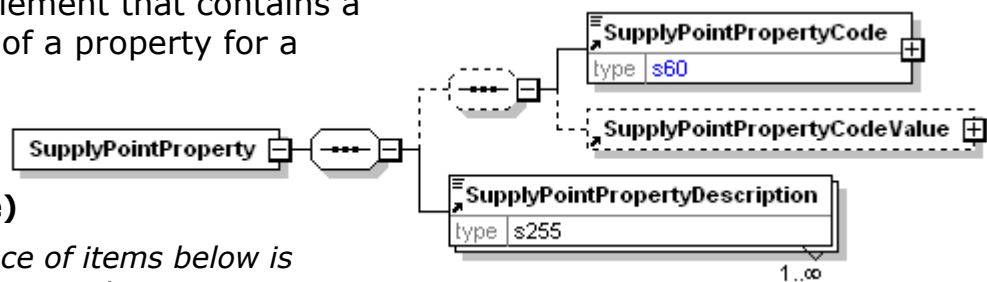 lement that contains a
of a property for a
e)
ce of items below is
SupplyPointProperty
SupplyPointPropertyCode
type s60
SupplyPointPropertyCodeValue
SupplyPointPropertyDescription
type s255
1..∞